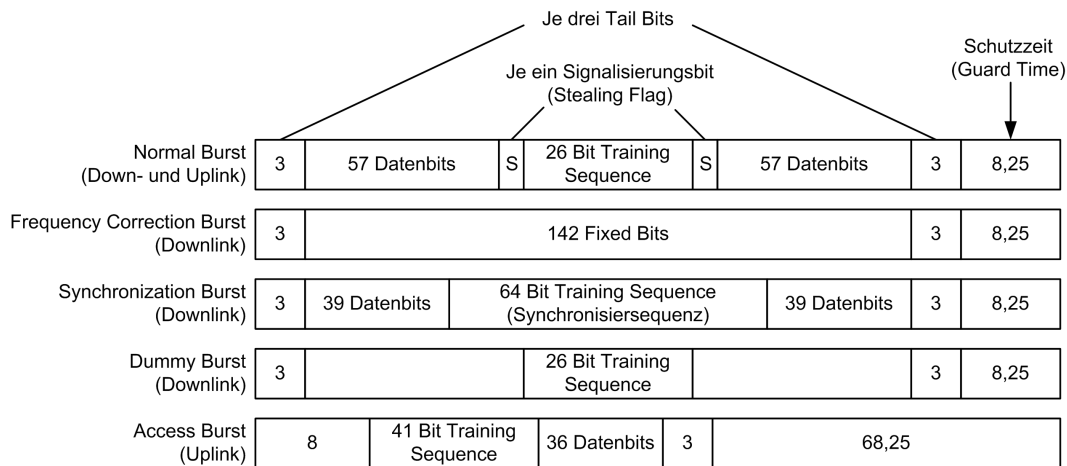 Je drei Tail Bits
Schutzzeit
(Guard Time)
Je ein Signalisierungsbit
(Stealing Flag)
Normal Burst
(Down- und Uplink)
3
57 Datenbits
S
26 Bit Training
Sequence
S
57 Datenbits
3
8,25
Frequency Correction Burst
(Downlink)
3
142 Fixed Bits
3
8,25
Synchronization Burst
(Downlink)
3
39 Datenbits
64 Bit Training Sequence
(Synchronisiersequenz)
39 Datenbits
3
8,25
Dummy Burst
(Downlink)
3
26 Bit Training
Sequence
3
8,25
Access Burst
(Uplink)
8
41 Bit Training
Sequence
36 Datenbits
3
68,25